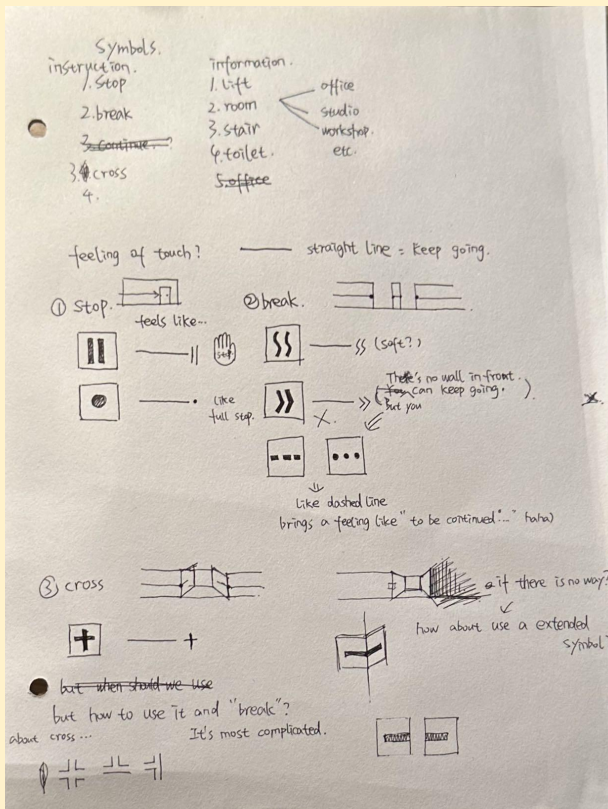 Symbols.
instruction.
1. Stop
2. break
3. continue. ?
3. 4. cross
4.
information.
1. Lift
2. room
office
studio
workshop.
etc.
3. stair
4. toilet.
5. office
feeling of touch?
straight line = keep going.
① Stop.
feels like...
stop
like
full stop.
② break.
(soft?)
There's no wall in front.
You can keep going.
But you
Like dashed line
brings a feeling like "to be continued..." haha)
③ cross
if there is no way?
how about use a extended
symbol?
but when should we use
but how to use it and "break"?
about cross...
It's most complicated.